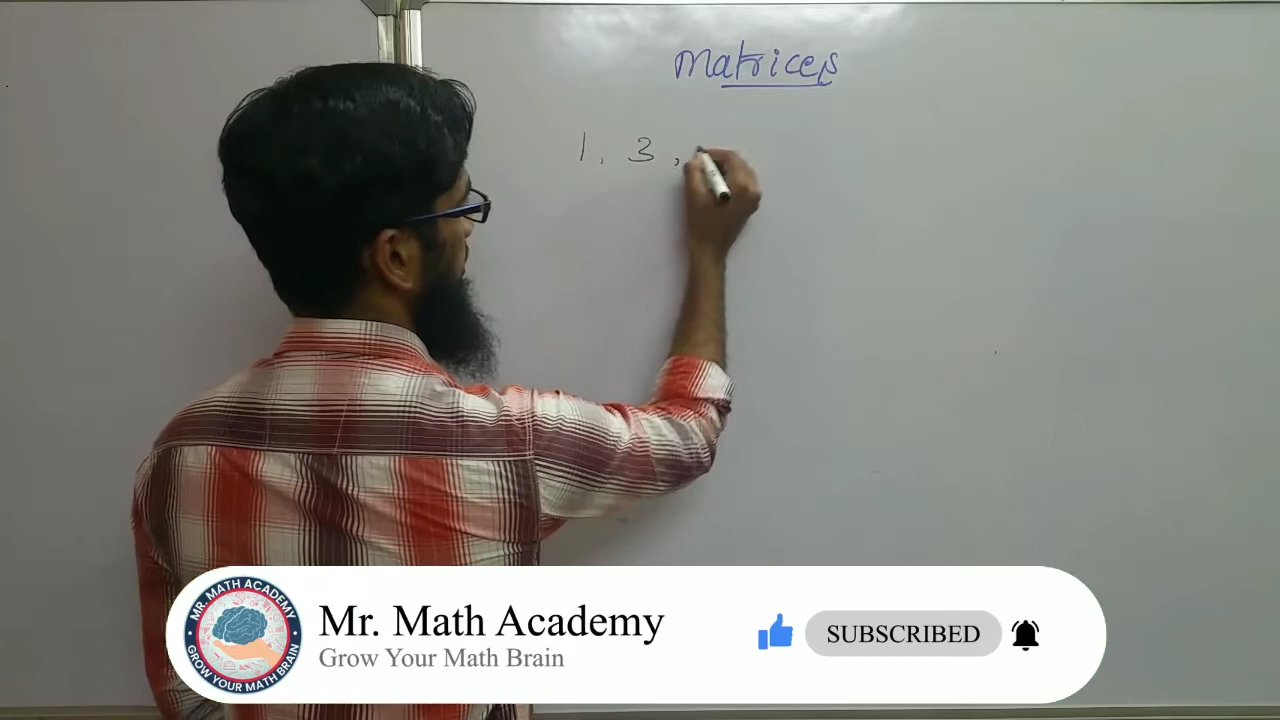 Matrices
1, 3,
MR. MATH ACADEMY
GROW YOUR MATH BRAIN
Mr. Math Academy
Grow Your Math Brain
SUBSCRIBED